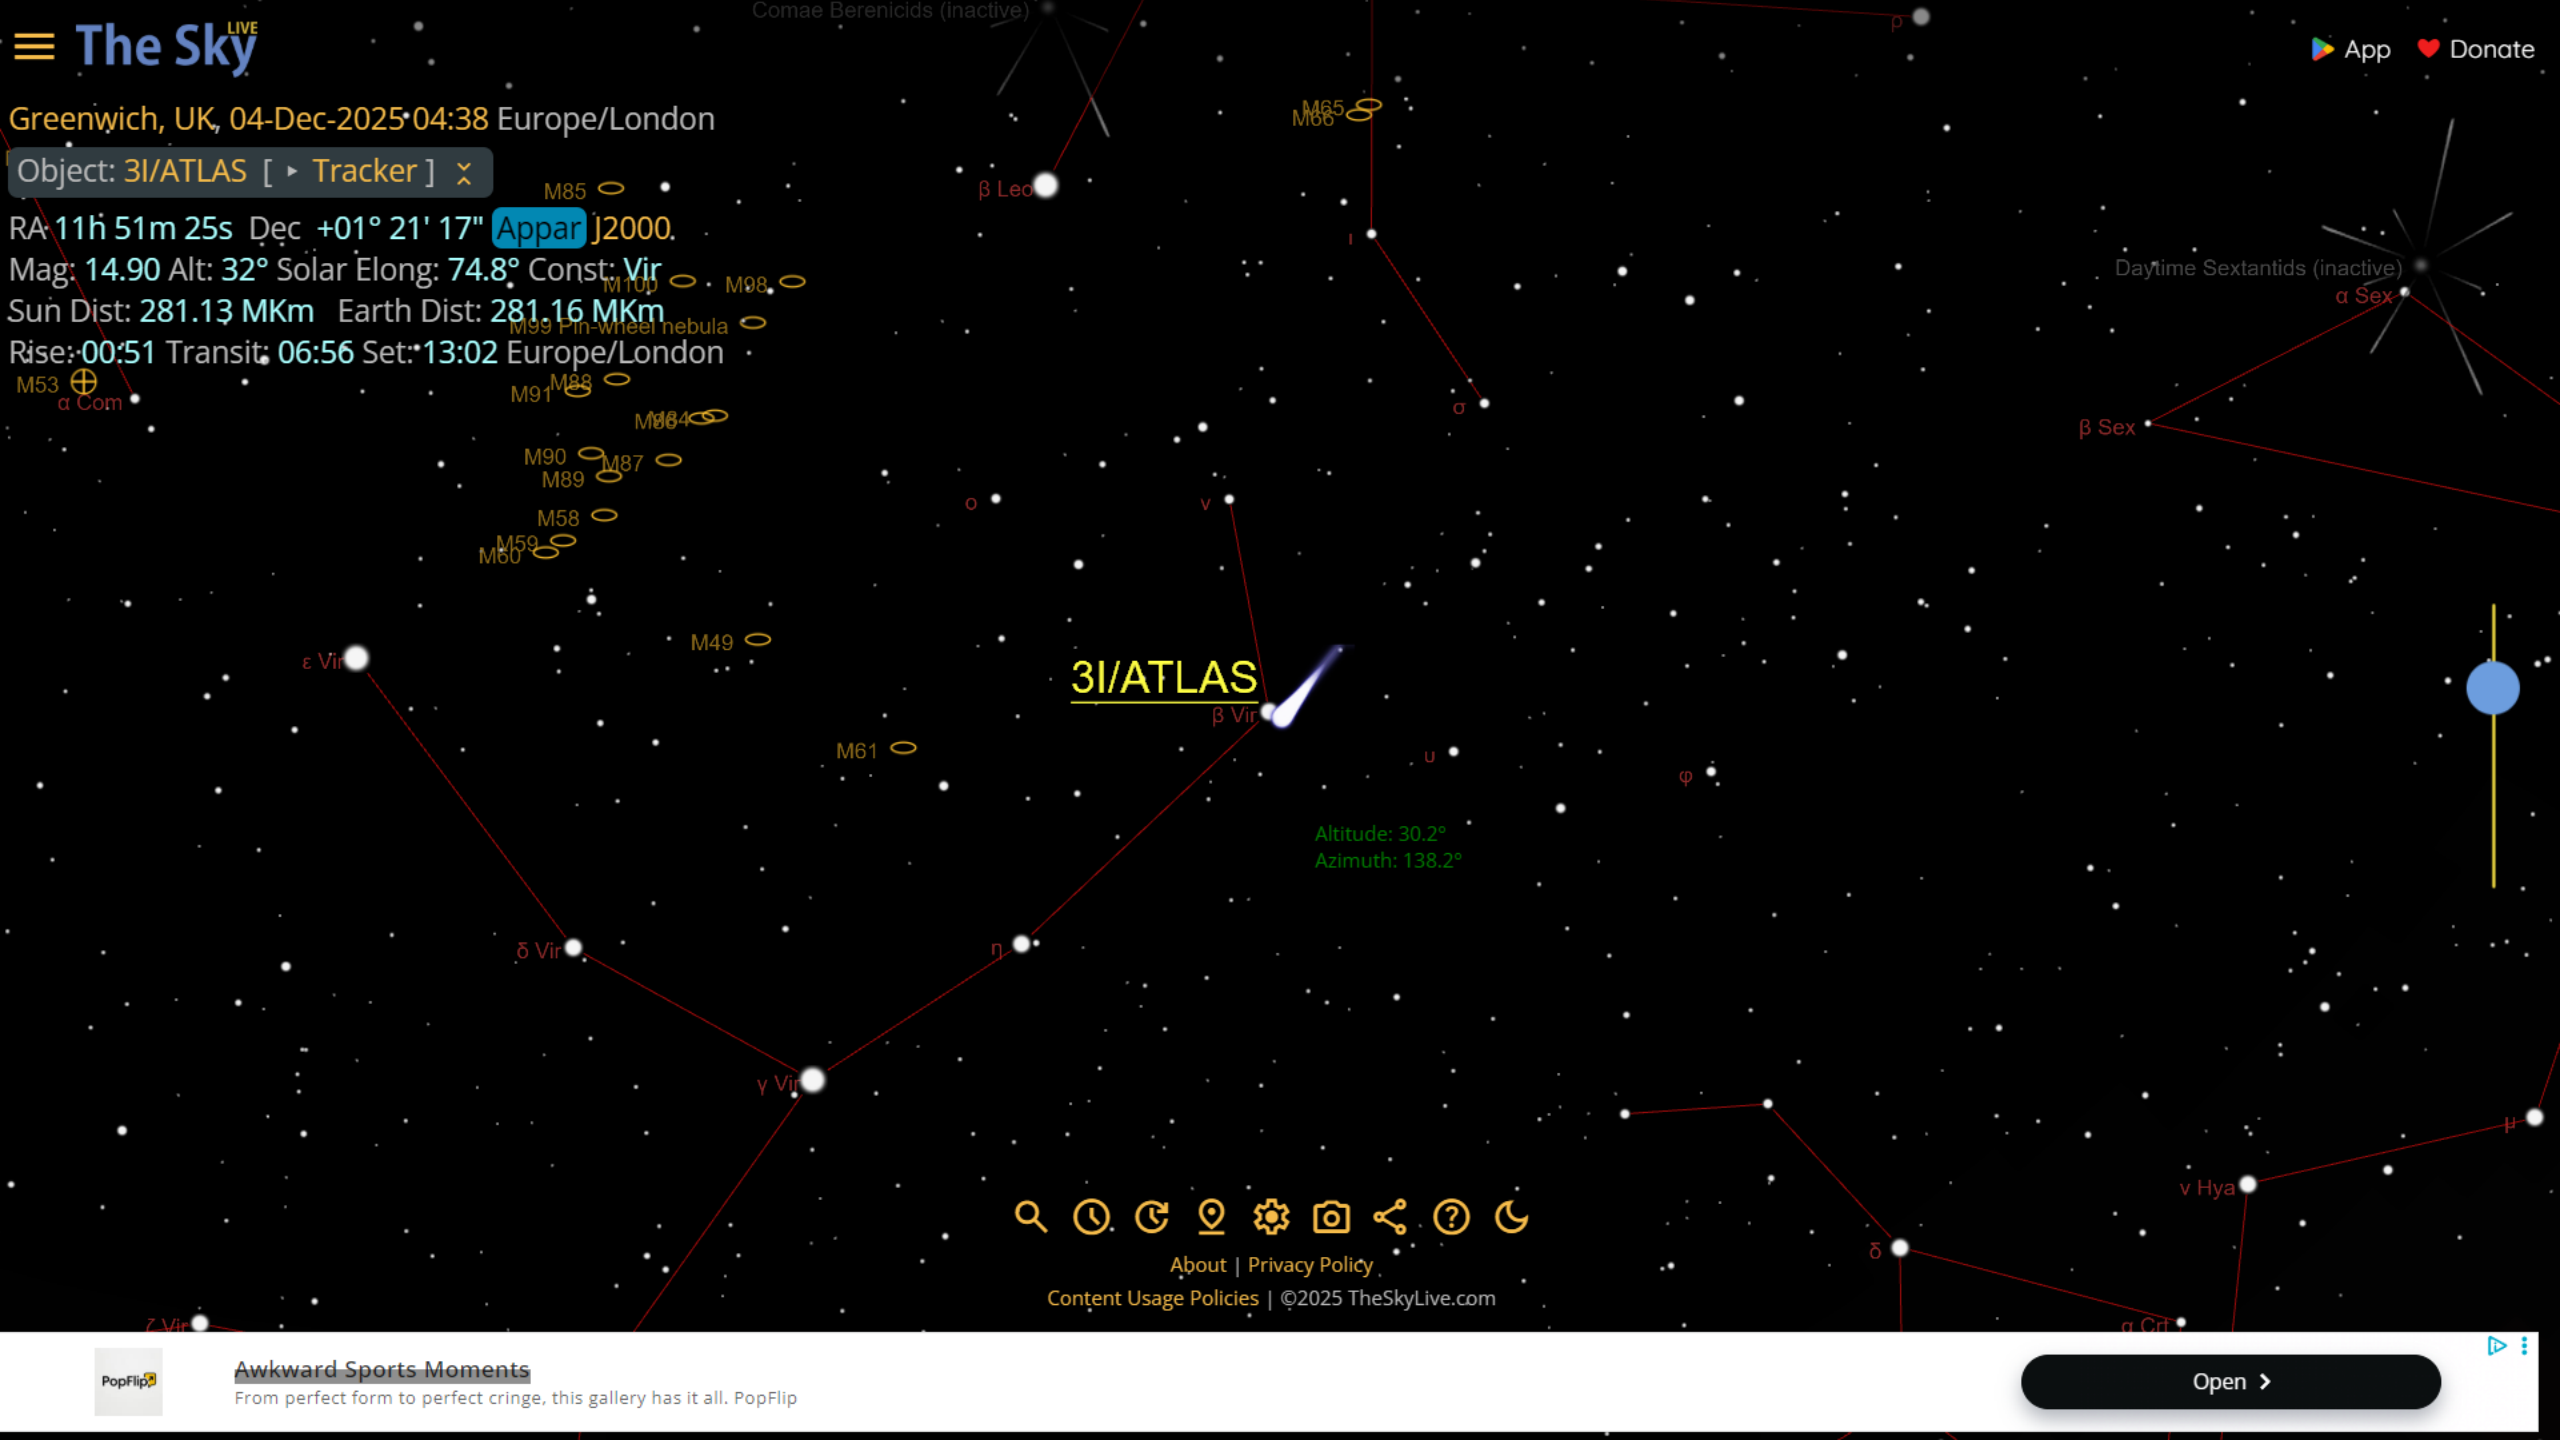 Comae Berenicids (inactive)
ρ
The Sky LIVE
App
Donate
M65
M66
Greenwich, UK, 04-Dec-2025 04:38 Europe/London
Object: 3I/ATLAS [ ‣ Tracker ]
M85
β Leo
RA 11h 51m 25s Dec +01° 21' 17" Appar J2000
ι
Mag: 14.90 Alt: 32° Solar Elong: 74.8° Const: Vir
Daytime Sextantids (inactive)
M100
M98
α Sex
Sun Dist: 281.13 MKm Earth Dist: 281.16 MKm
M99 Pin-wheel nebula
Rise: 00:51 Transit: 06:56 Set: 13:02 Europe/London
M53
M88
M91
α Com
σ
M86
M84
β Sex
M90
M87
M89
ο
ν
M58
M59
M60
M49
ε Vir
3I/ATLAS
β Vir
M61
υ
φ
Altitude: 30.2°
Azimuth: 138.2°
δ Vir
η
γ Vir
μ
ν Hya
δ
About | Privacy Policy
Content Usage Policies | ©2025 TheSkyLive.com
ζ Vir
α Crt
PopFlip
Awkward Sports Moments
From perfect form to perfect cringe, this gallery has it all. PopFlip
Open